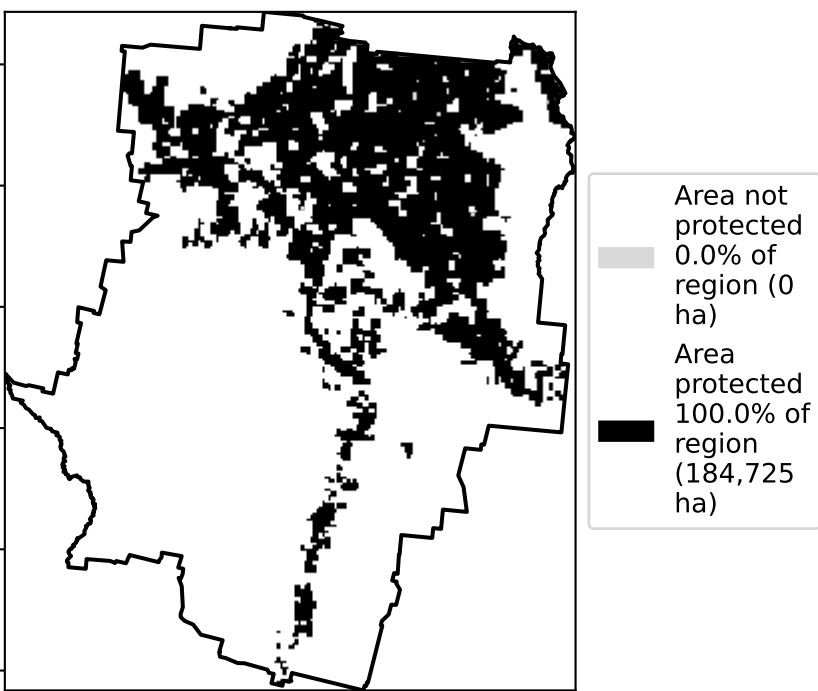 Area not
protected
0.0% of
region (0
ha)
Area
protected
100.0% of
region
(184,725
ha)